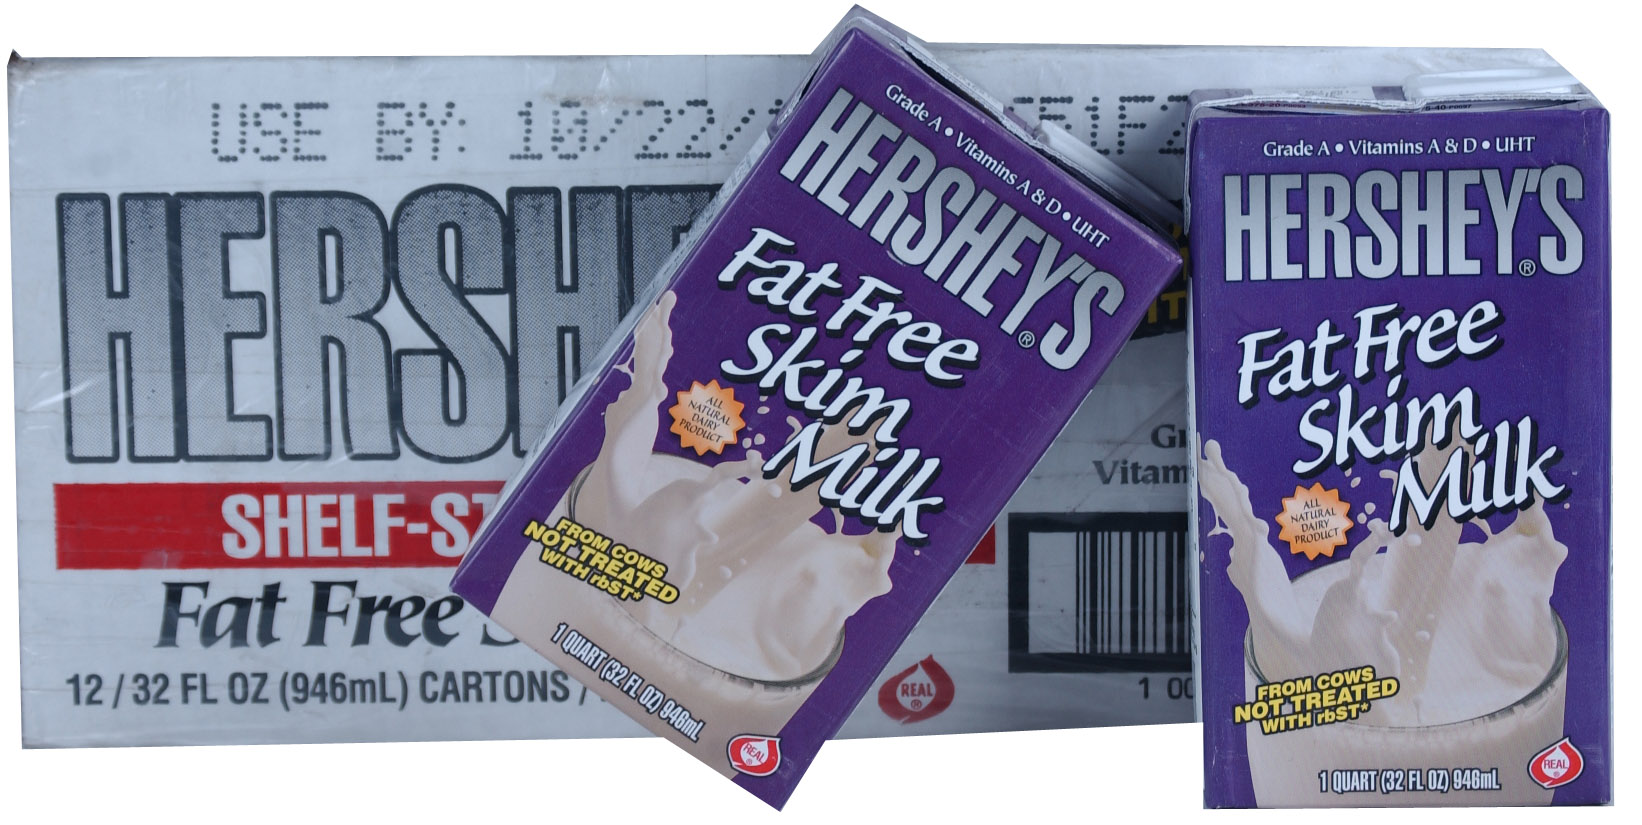 USE BY: 10/22/
HERSHE
SHELF-ST
Fat Free S
12 / 32 FL OZ (946mL) CARTONS /
REAL
®
Vitam
1 00
Grade A • Vitamins A & D • UHT
HERSHEY'S®
Fat Free
Skim
Milk
ALL
NATURAL
DAIRY
PRODUCT
FROM COWS
NOT TREATED
WITH rbST*
1 QUART (32 FL OZ) 946mL
REAL
®
Grade A • Vitamins A & D • UHT
HERSHEY'S®
Fat Free
Skim
Milk
ALL
NATURAL
DAIRY
PRODUCT
FROM COWS
NOT TREATED
WITH rbST*
1 QUART (32 FL OZ) 946mL
REAL
®